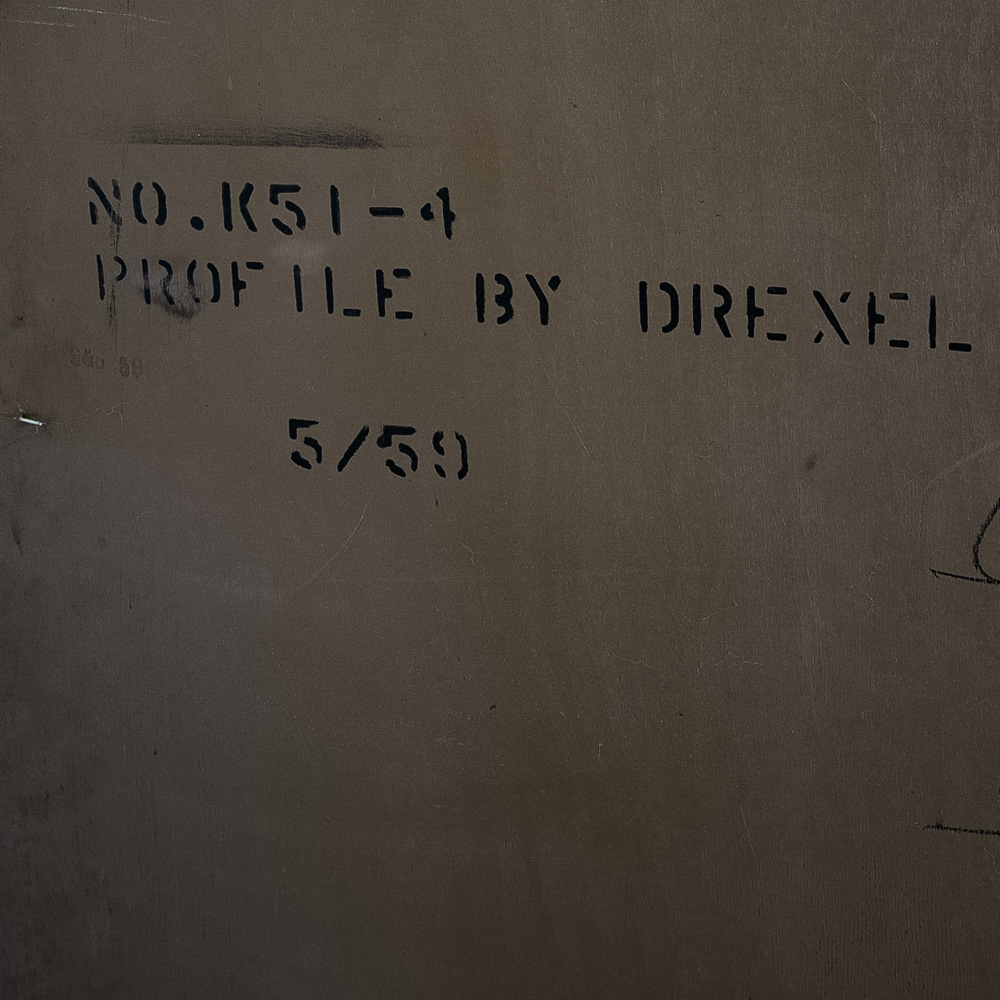 NO.K51-4
PROFILE BY DREXEL
5/59